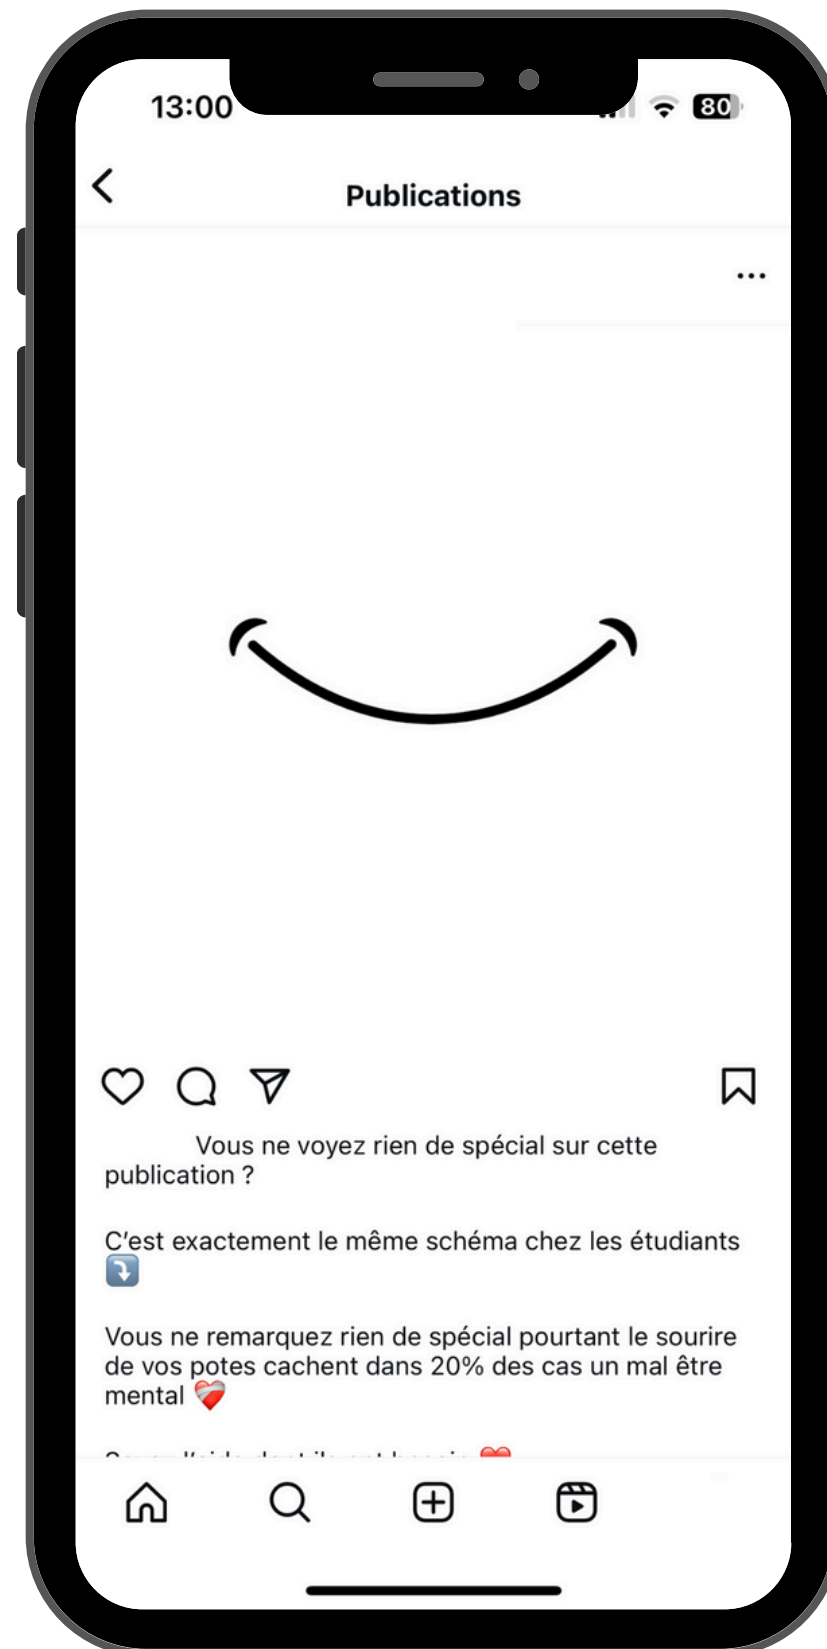 13:00
80
Publications
Vous ne voyez rien de spécial sur cette
publication ?
C’est exactement le même schéma chez les étudiants
⤵️
Vous ne remarquez rien de spécial pourtant le sourire
de vos potes cachent dans 20% des cas un mal être
mental ❤️‍🩹